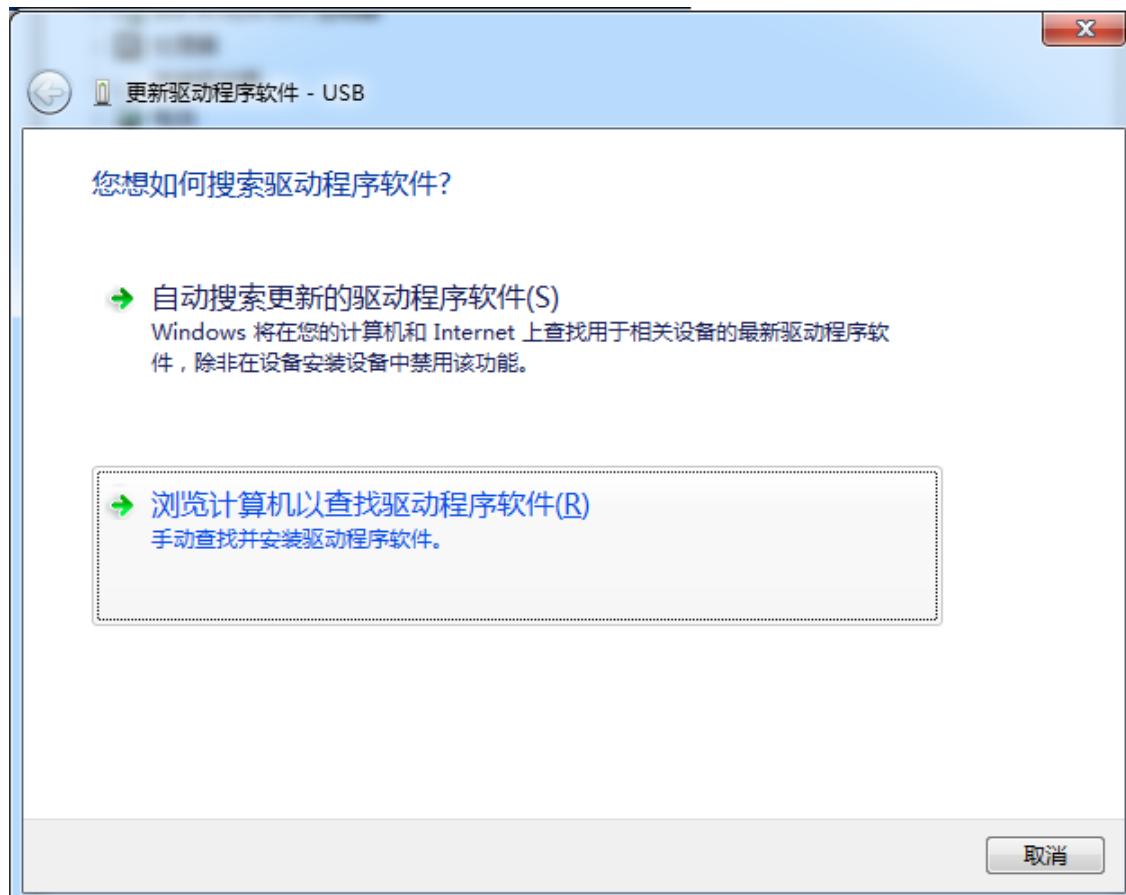 更新驱动程序软件 - USB
您想如何搜索驱动程序软件?
自动搜索更新的驱动程序软件(S)
Windows 将在您的计算机和 Internet 上查找用于相关设备的最新驱动程序软
件，除非在设备安装设备中禁用该功能。
浏览计算机以查找驱动程序软件(R)
手动查找并安装驱动程序软件。
取消